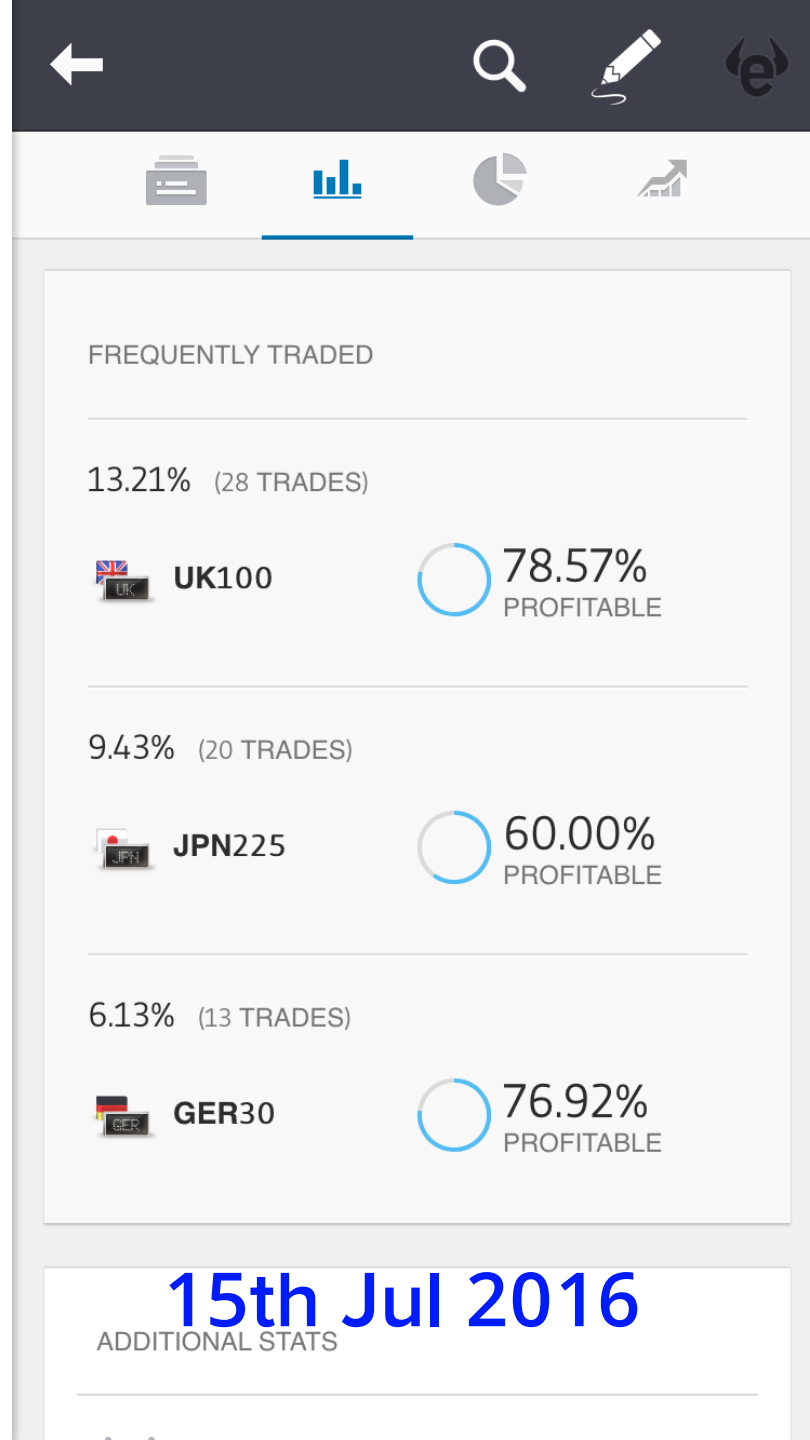 e
FREQUENTLY TRADED
13.21% (28 TRADES)
UK
UK100
78.57%
PROFITABLE
9.43% (20 TRADES)
JPN
JPN225
60.00%
PROFITABLE
6.13% (13 TRADES)
GER
GER30
76.92%
PROFITABLE
15th Jul 2016
ADDITIONAL STATS